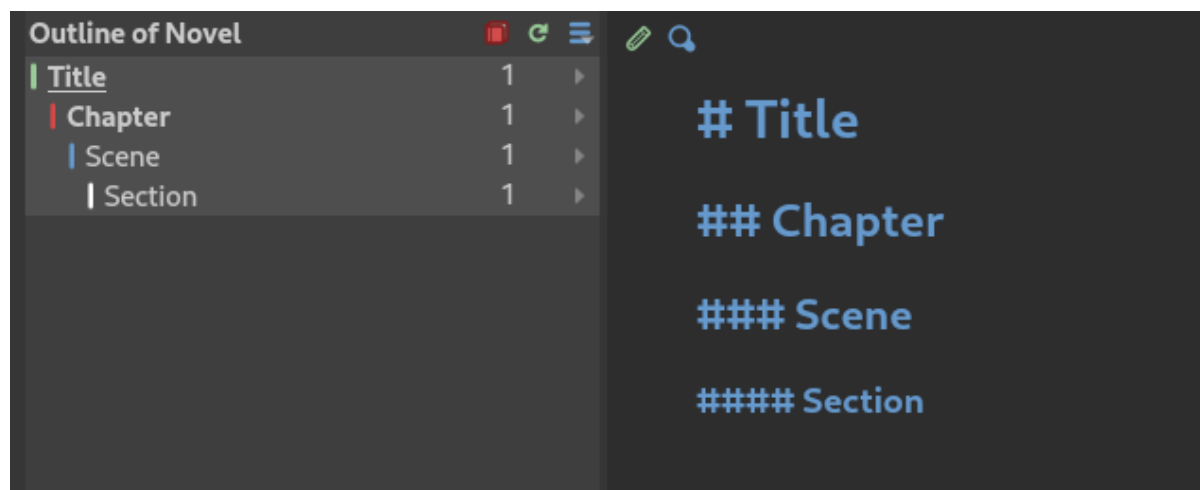 Outline of Novel
Title 1
Chapter 1
Scene 1
Section 1
# Title
## Chapter
### Scene
#### Section